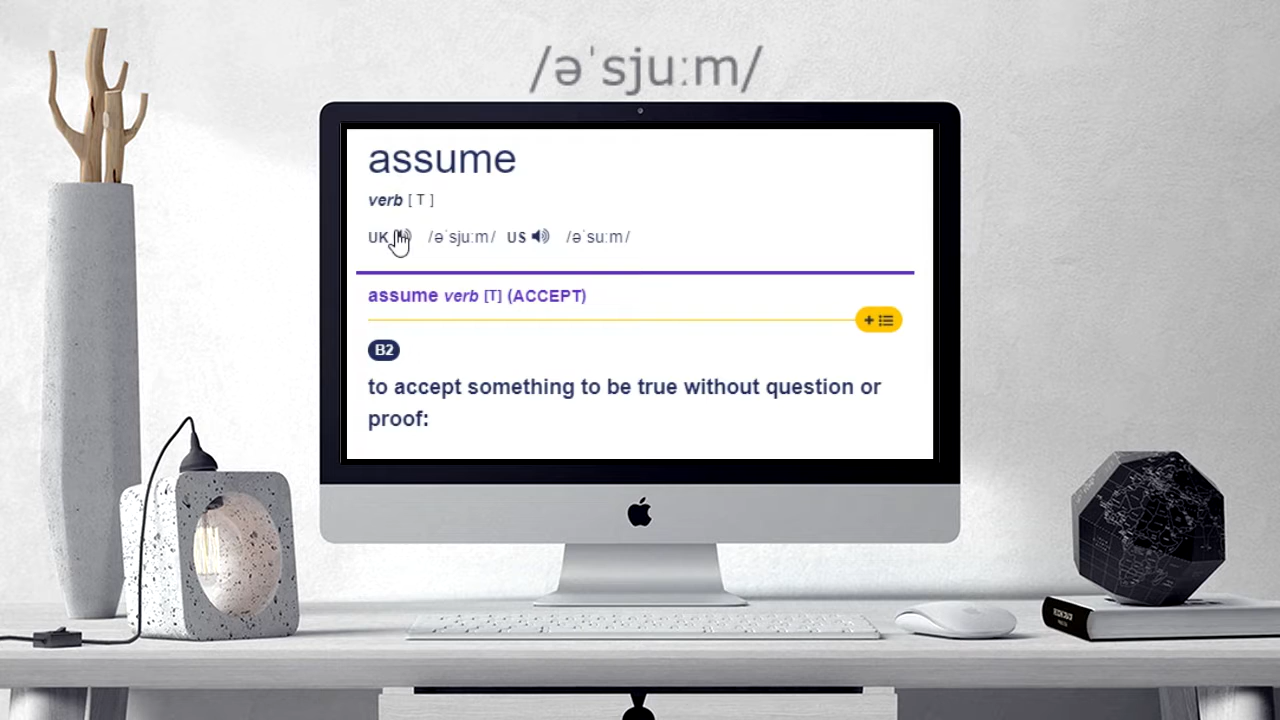 /əˈsjuːm/
assume
verb [ T ]
UK /əˈsjuːm/ US /əˈsuːm/
assume verb [T] (ACCEPT)
+
B2
to accept something to be true without question or
proof: